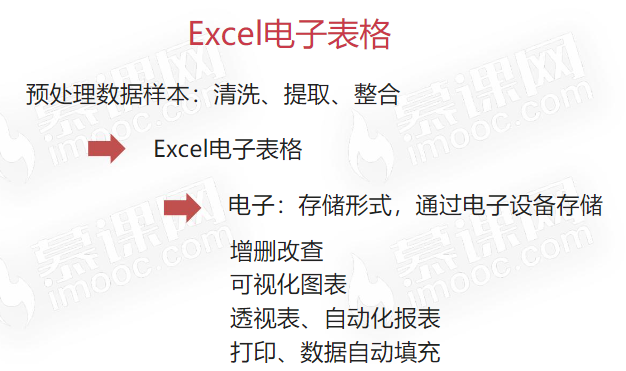 Excel电子表格
预处理数据样本：清洗、提取、整合
Excel电子表格
电子：存储形式，通过电子设备存储
增删改查
可视化图表
透视表、自动化报表
打印、数据自动填充
慕课网
imooc.com
慕课网
imooc.com
慕课网
imooc.com
慕课网
imooc.com